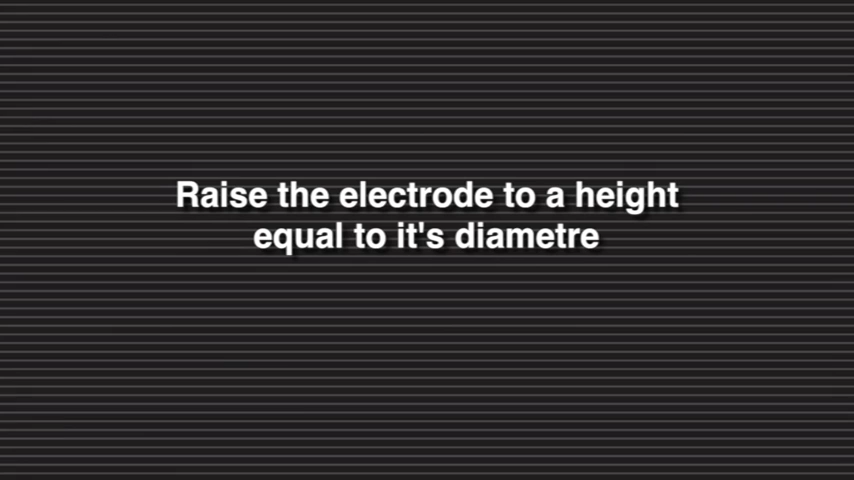 Raise the electrode to a height
equal to it's diametre